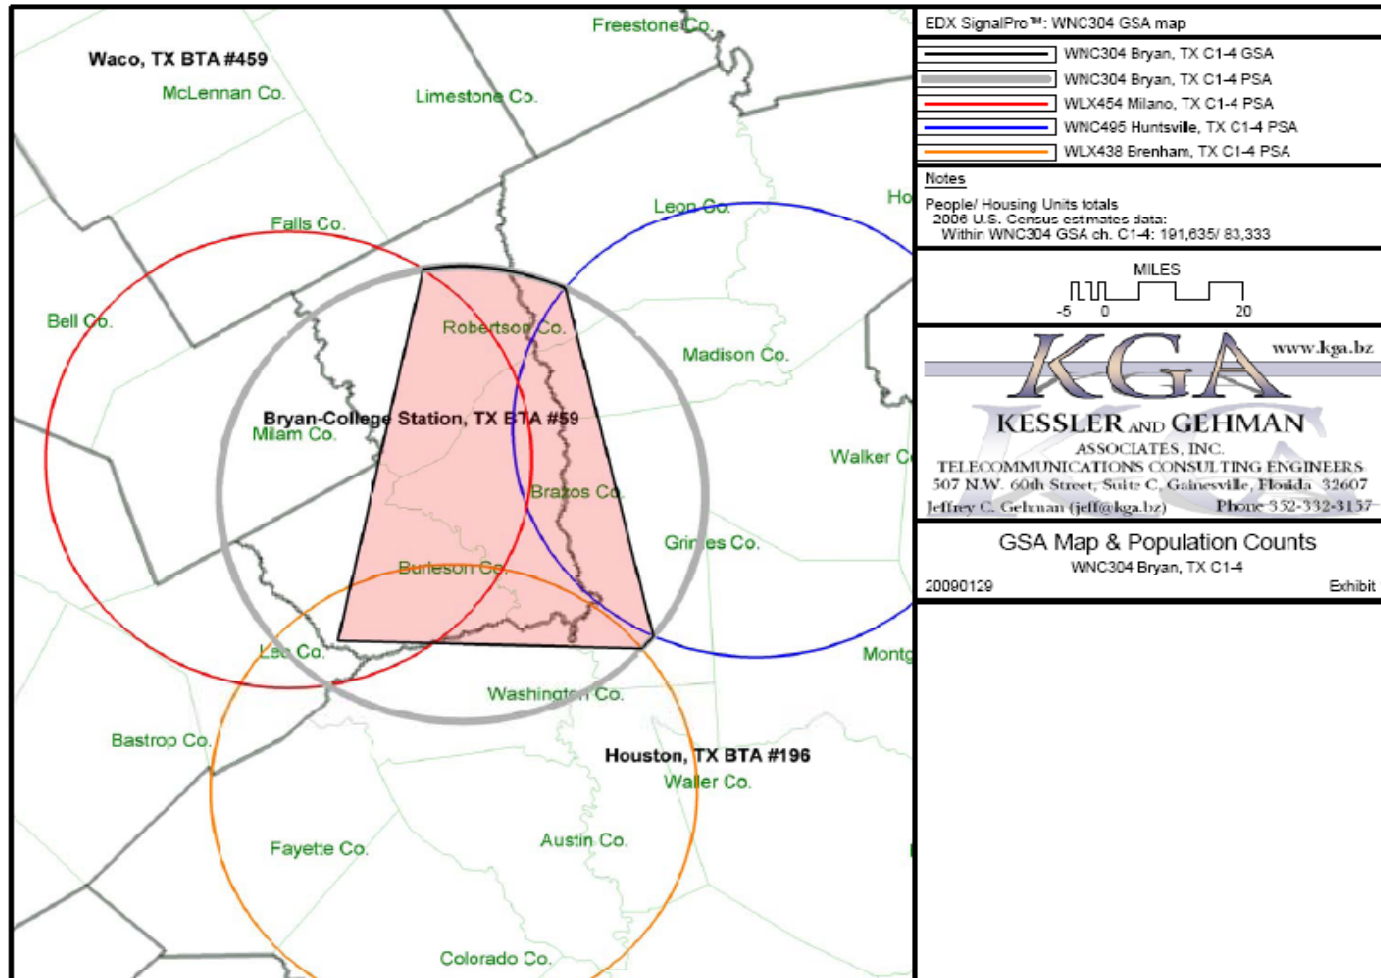 Freestone Co.
Waco, TX BTA #459
McLennan Co.
Limestone Co.
Leon Co.
Ho
Falls Co.
Bell Co.
Robertson Co.
Madison Co.
Bryan-College Station, TX BTA #59
Milam Co.
Walker Co
Brazos Co.
Grimes Co.
Burleson Co.
Lee Co.
Montg
Washington Co.
Bastrop Co.
Houston, TX BTA #196
Waller Co.
Fayette Co.
Austin Co.
Colorado Co.
EDX SignalPro™: WNC304 GSA map
WNC304 Bryan, TX C1-4 GSA
WNC304 Bryan, TX C1-4 PSA
WLX454 Milano, TX C1-4 PSA
WNC495 Huntsville, TX C1-4 PSA
WLX438 Brenham, TX C1-4 PSA
Notes
People/ Housing Units totals
2006 U.S. Census estimates data:
Within WNC304 GSA ch. C1-4: 191,635/ 83,333
MILES
-5 0 20
KGA
www.kga.bz
KESSLER AND GEHMAN
ASSOCIATES, INC.
TELECOMMUNICATIONS CONSULTING ENGINEERS
507 N.W. 60th Street, Suite C, Gainesville, Florida 32607
Jeffrey C. Gehman (jeff@kga.bz) Phone 352-332-3157
GSA Map & Population Counts
WNC304 Bryan, TX C1-4
20090129 Exhibit